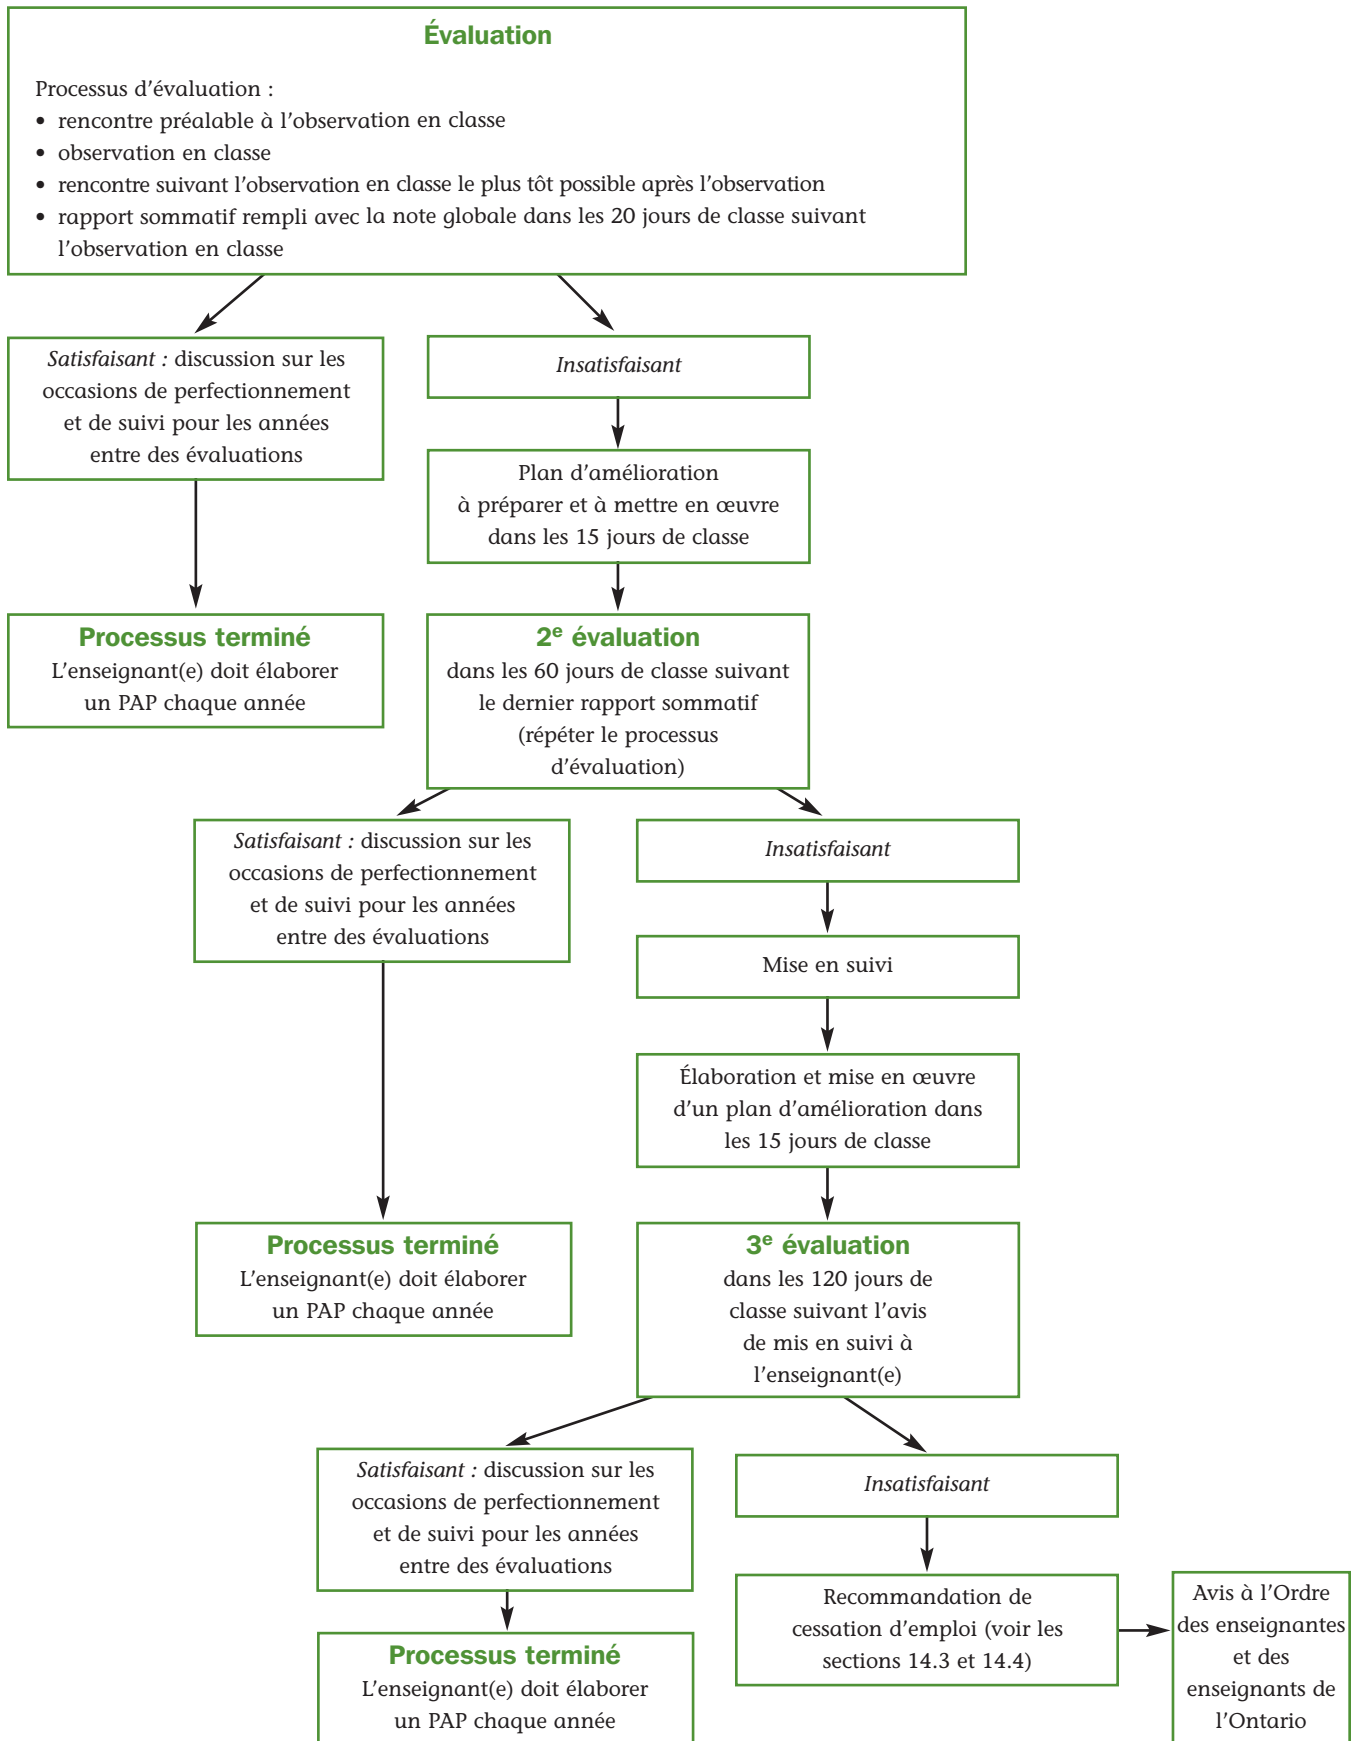 Évaluation
Processus d'évaluation :
• rencontre préalable à l'observation en classe
• observation en classe
• rencontre suivant l'observation en classe le plus tôt possible après l'observation
• rapport sommatif rempli avec la note globale dans les 20 jours de classe suivant
l'observation en classe
Satisfaisant : discussion sur les
occasions de perfectionnement
et de suivi pour les années
entre des évaluations
Insatisfaisant
Plan d'amélioration
à préparer et à mettre en œuvre
dans les 15 jours de classe
Processus terminé
L'enseignant(e) doit élaborer
un PAP chaque année
2e évaluation
dans les 60 jours de classe suivant
le dernier rapport sommatif
(répéter le processus
d'évaluation)
Satisfaisant : discussion sur les
occasions de perfectionnement
et de suivi pour les années
entre des évaluations
Insatisfaisant
Mise en suivi
Élaboration et mise en œuvre
d'un plan d'amélioration dans
les 15 jours de classe
Processus terminé
L'enseignant(e) doit élaborer
un PAP chaque année
3e évaluation
dans les 120 jours de
classe suivant l'avis
de mis en suivi à
l'enseignant(e)
Satisfaisant : discussion sur les
occasions de perfectionnement
et de suivi pour les années
entre des évaluations
Insatisfaisant
Recommandation de
cessation d'emploi (voir les
sections 14.3 et 14.4)
Avis à l'Ordre
des enseignantes
et des
enseignants de
l'Ontario
Processus terminé
L'enseignant(e) doit élaborer
un PAP chaque année